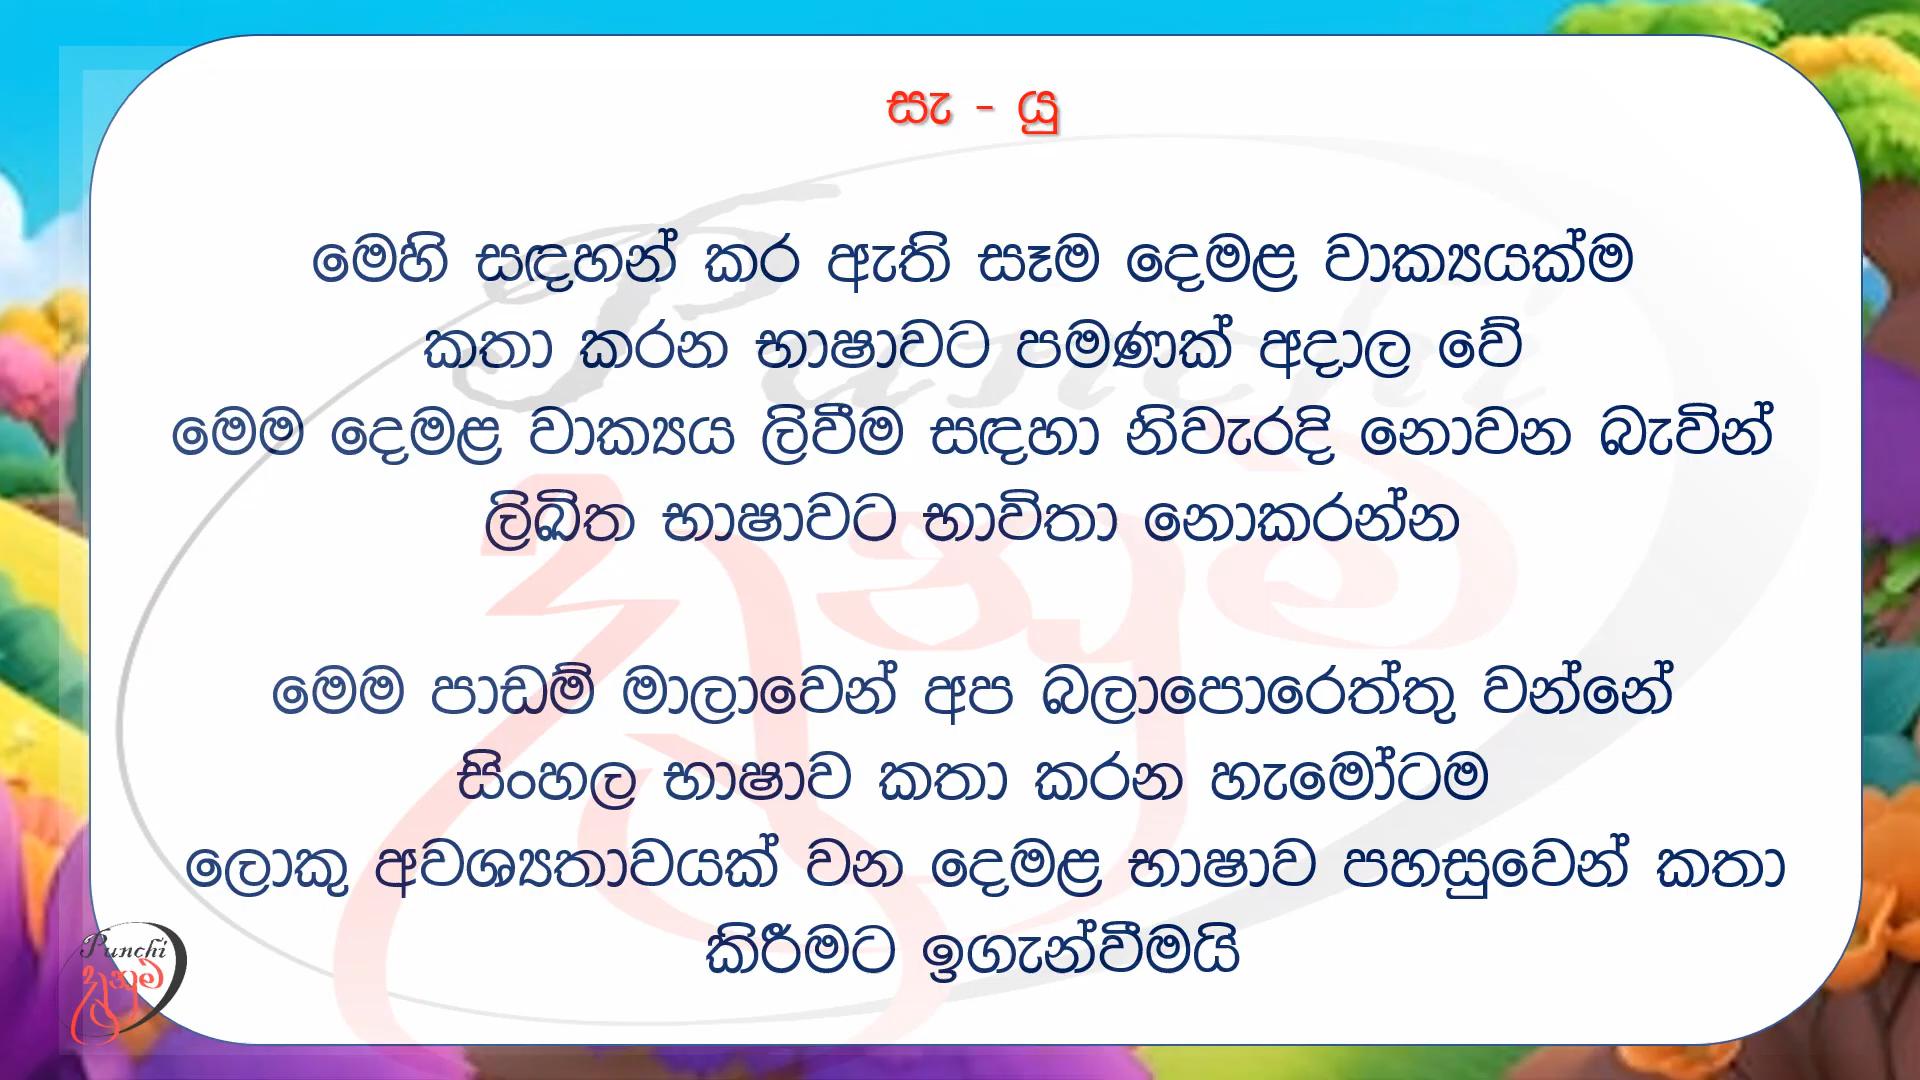 සැ - යු
මෙහි සඳහන් කර ඇති සෑම දෙමළ වාක්‍යයක්ම
කතා කරන භාෂාවට පමණක් අදාල වේ
මෙම දෙමළ වාක්‍යය ලිවීම සඳහා නිවැරදි නොවන බැවින්
ලිඛිත භාෂාවට භාවිතා නොකරන්න
මෙම පාඩම් මාලාවෙන් අප බලාපොරෙත්තු වන්නේ
සිංහල භාෂාව කතා කරන හැමෝටම
ලොකු අවශ්‍යතාවයක් වන දෙමළ භාෂාව පහසුවෙන් කතා
කිරීමට ඉගැන්වීමයි
Punchi
දැනුම